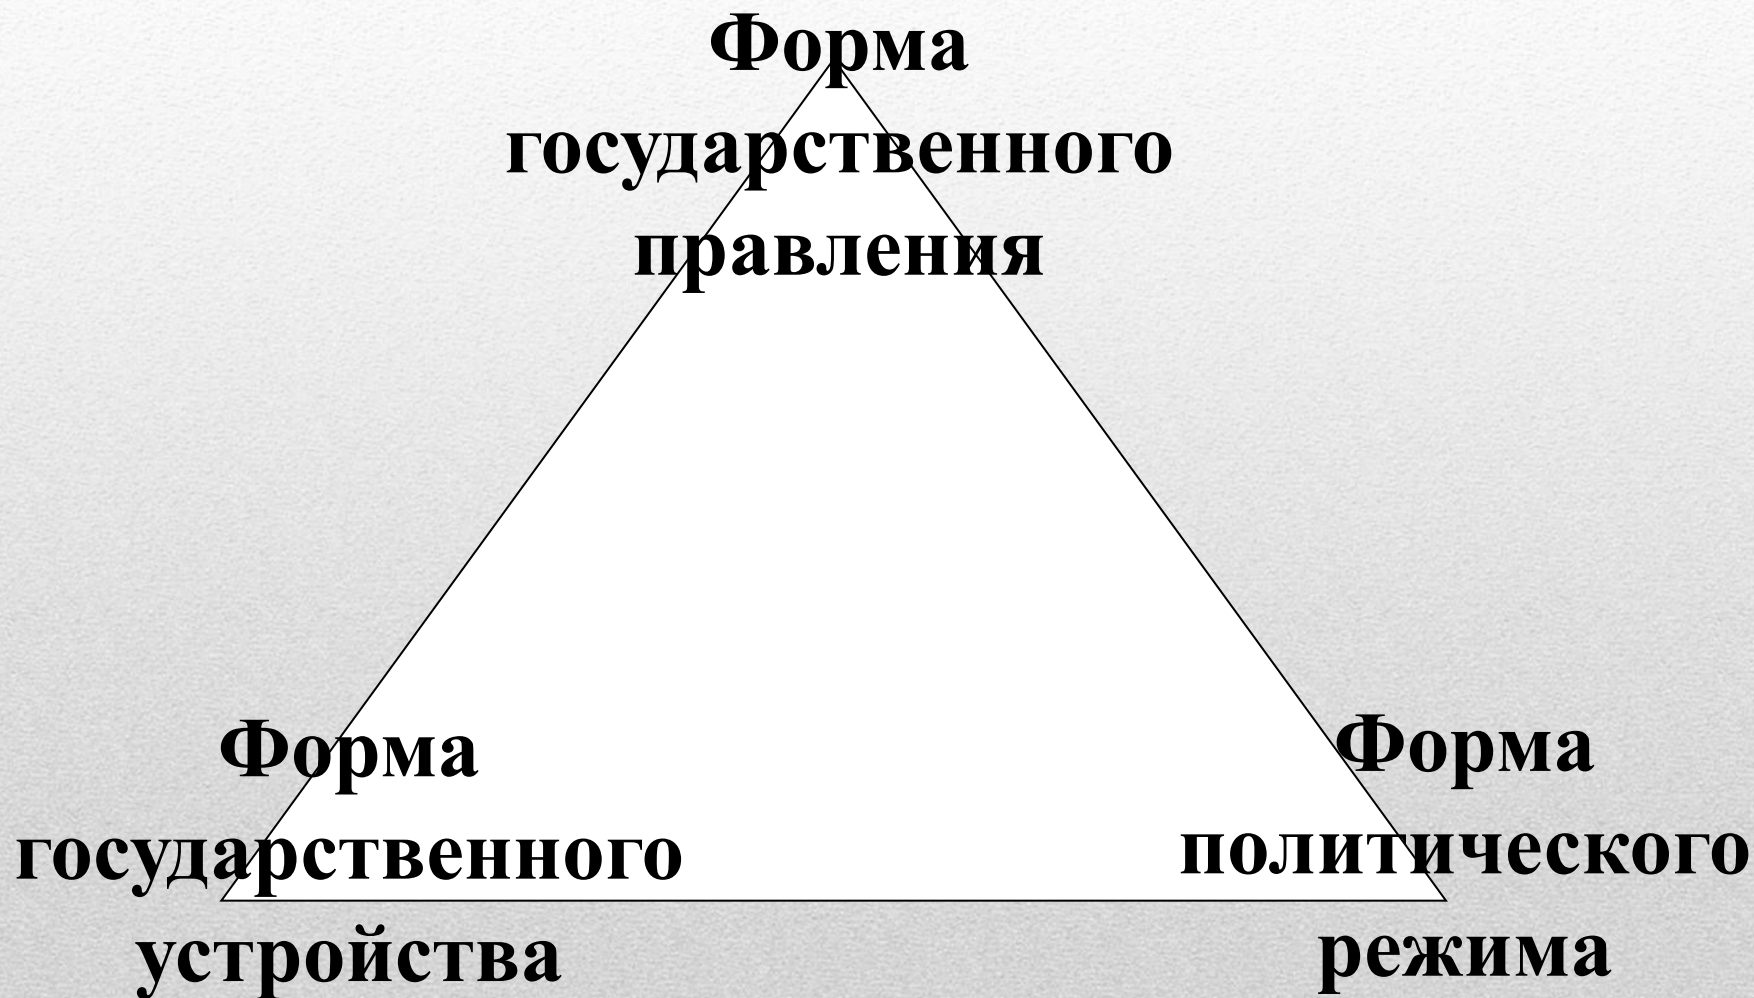 Форма
государственного
правления
Форма
государственного
устройства
Форма
политического
режима